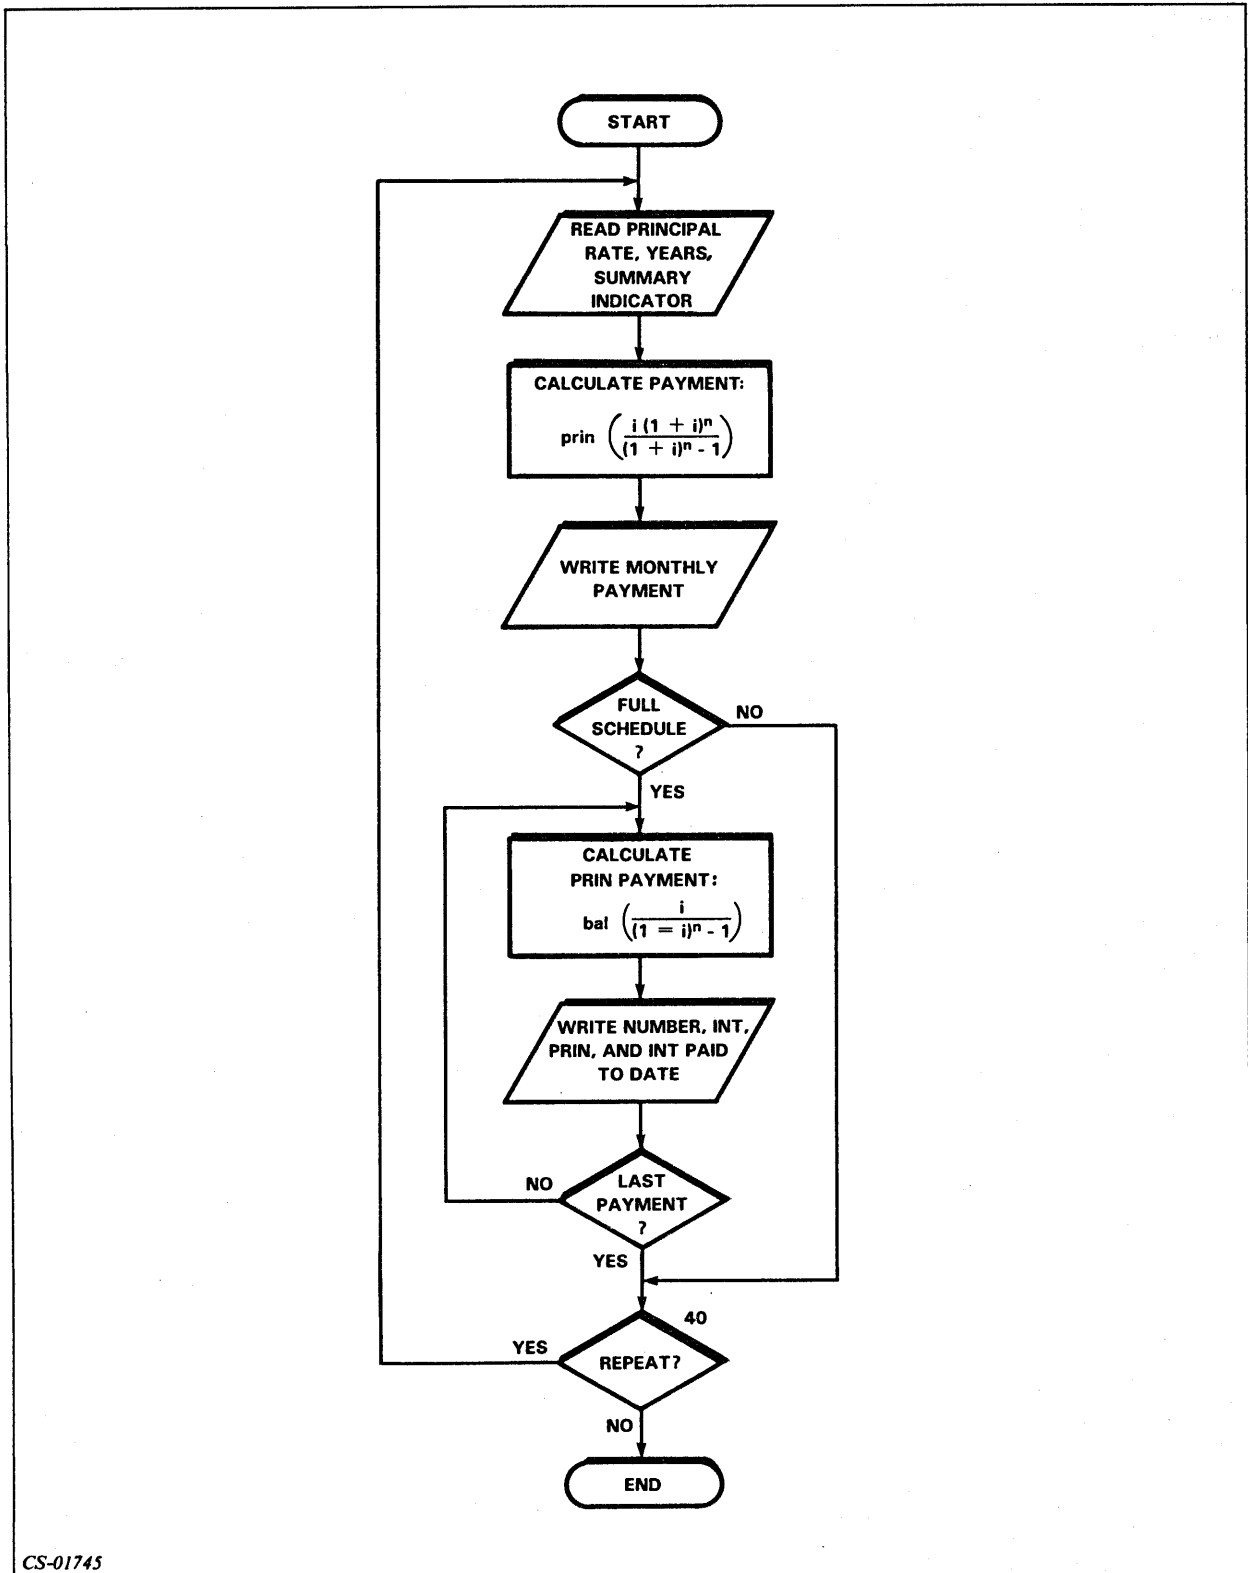 START
READ PRINCIPAL
RATE, YEARS,
SUMMARY
INDICATOR
CALCULATE PAYMENT:
prin ( i (1 + i)ⁿ / (1 + i)ⁿ - 1 )
WRITE MONTHLY
PAYMENT
FULL
SCHEDULE
?
NO
YES
CALCULATE
PRIN PAYMENT:
bal ( i / (1 = i)ⁿ - 1 )
WRITE NUMBER, INT,
PRIN, AND INT PAID
TO DATE
LAST
PAYMENT
?
NO
YES
40
REPEAT?
YES
NO
END
CS-01745